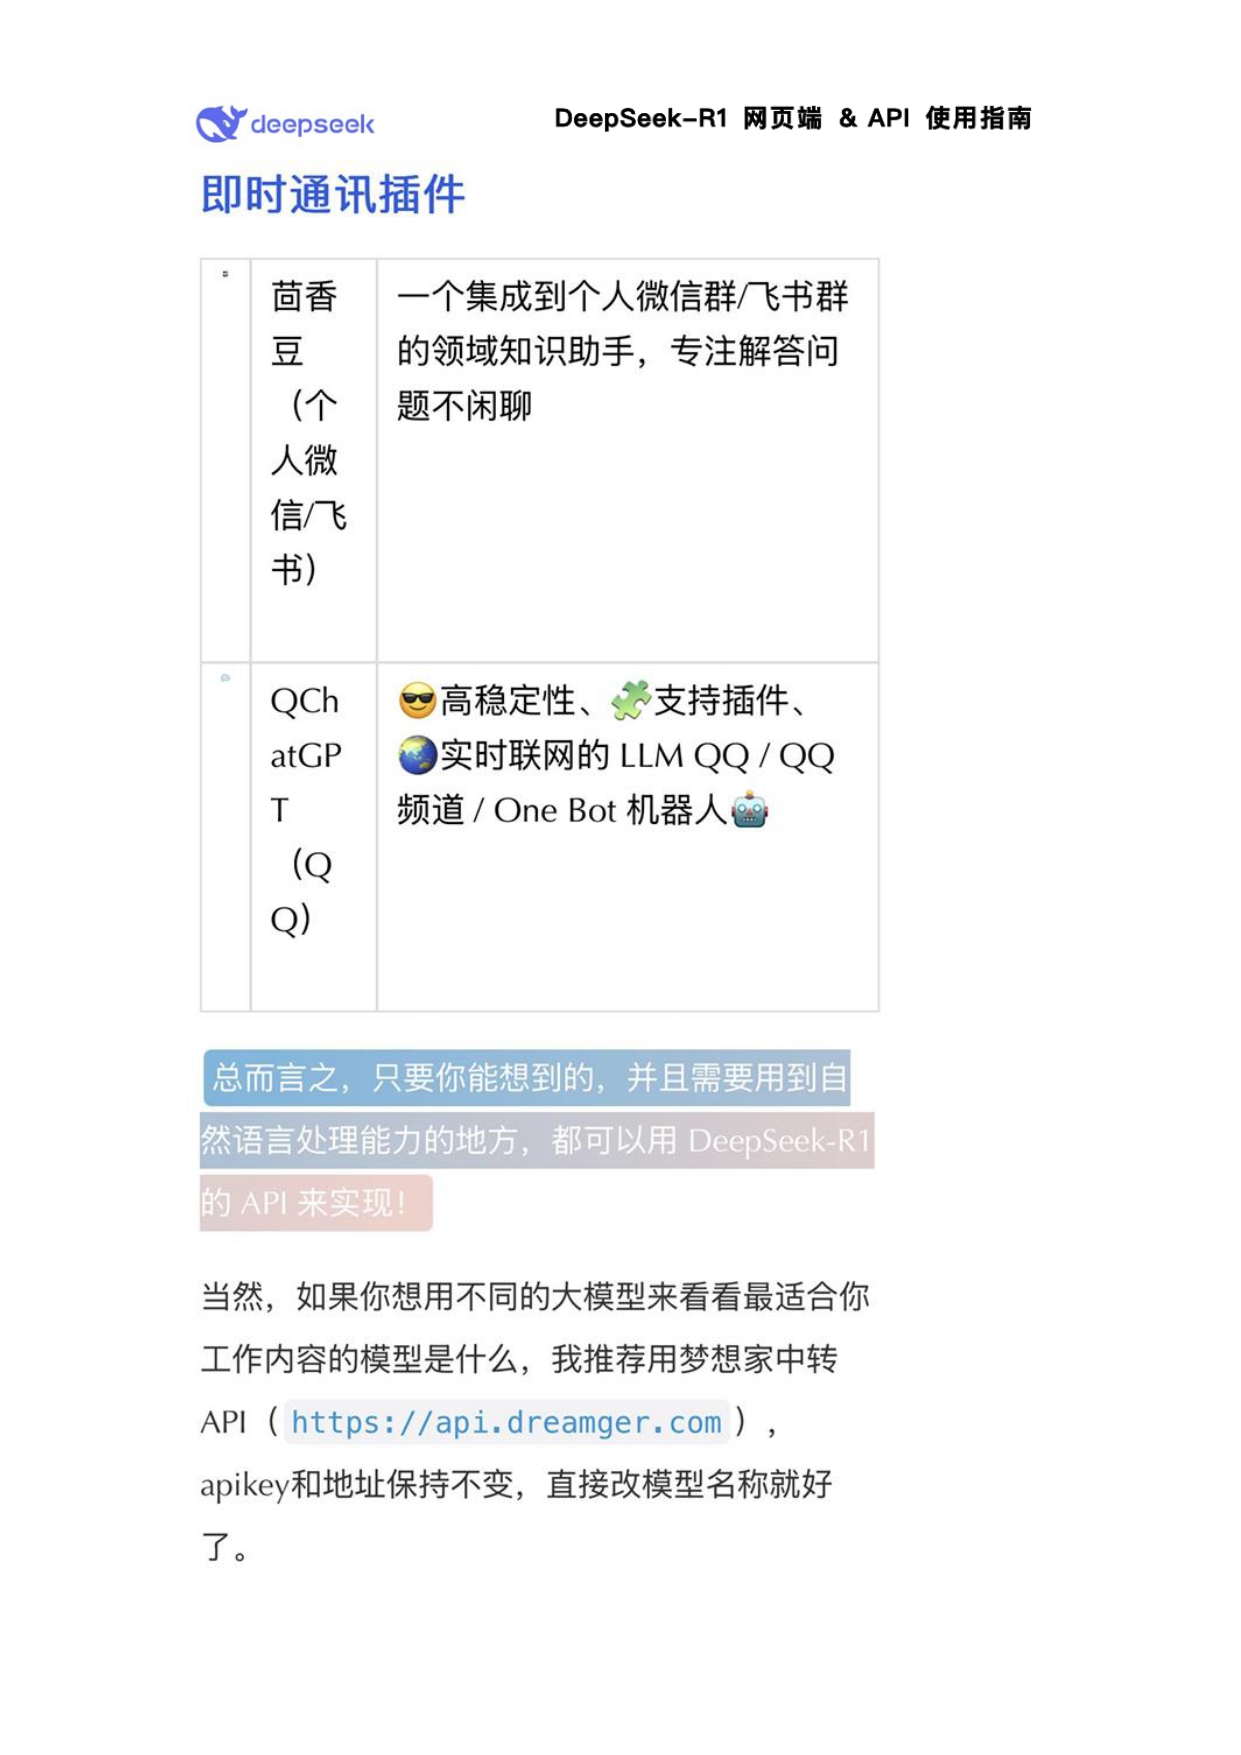 deepseek
DeepSeek-R1 网页端 & API 使用指南
即时通讯插件
茴香
豆
（个
人微
信/飞
书）
一个集成到个人微信群/飞书群
的领域知识助手，专注解答问
题不闲聊
QCh
atGP
T
（Q
Q）
😎高稳定性、🧩支持插件、
🌏实时联网的 LLM QQ / QQ
频道 / One Bot 机器人🤖
总而言之，只要你能想到的，并且需要用到自
然语言处理能力的地方，都可以用 DeepSeek-R1
的 API 来实现！
当然，如果你想用不同的大模型来看看最适合你
工作内容的模型是什么，我推荐用梦想家中转
API（https://api.dreamger.com），
apikey和地址保持不变，直接改模型名称就好
了。